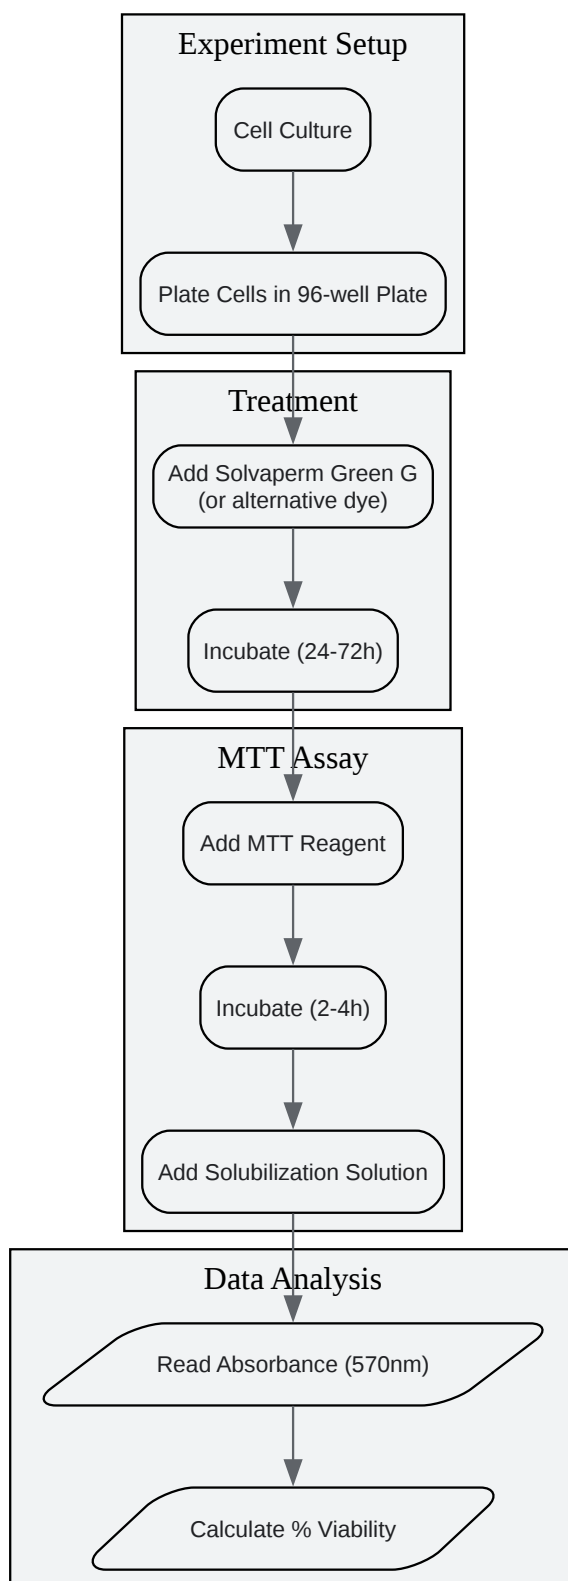 Experiment Setup
Cell Culture
Plate Cells in 96-well Plate
Treatment
Add Solvaperm Green G
(or alternative dye)
Incubate (24-72h)
MTT Assay
Add MTT Reagent
Incubate (2-4h)
Add Solubilization Solution
Data Analysis
Read Absorbance (570nm)
Calculate % Viability